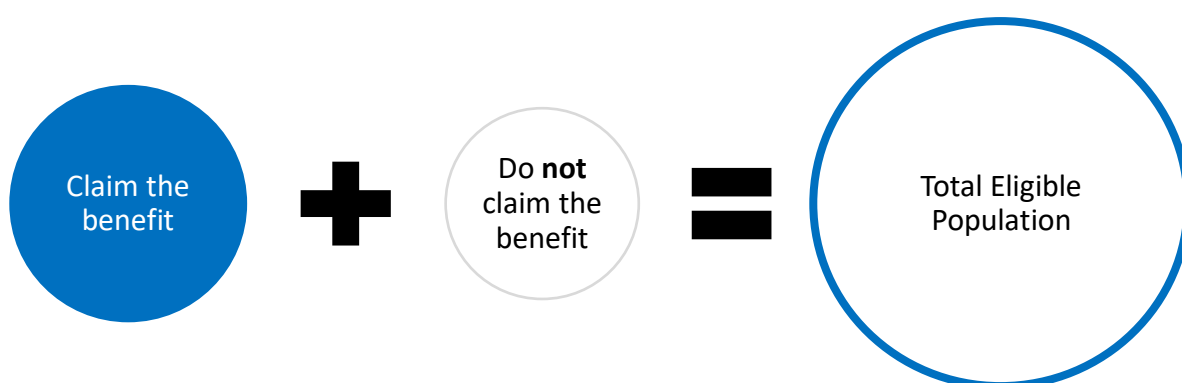 Claim the
benefit
Do not
claim the
benefit
Total Eligible
Population